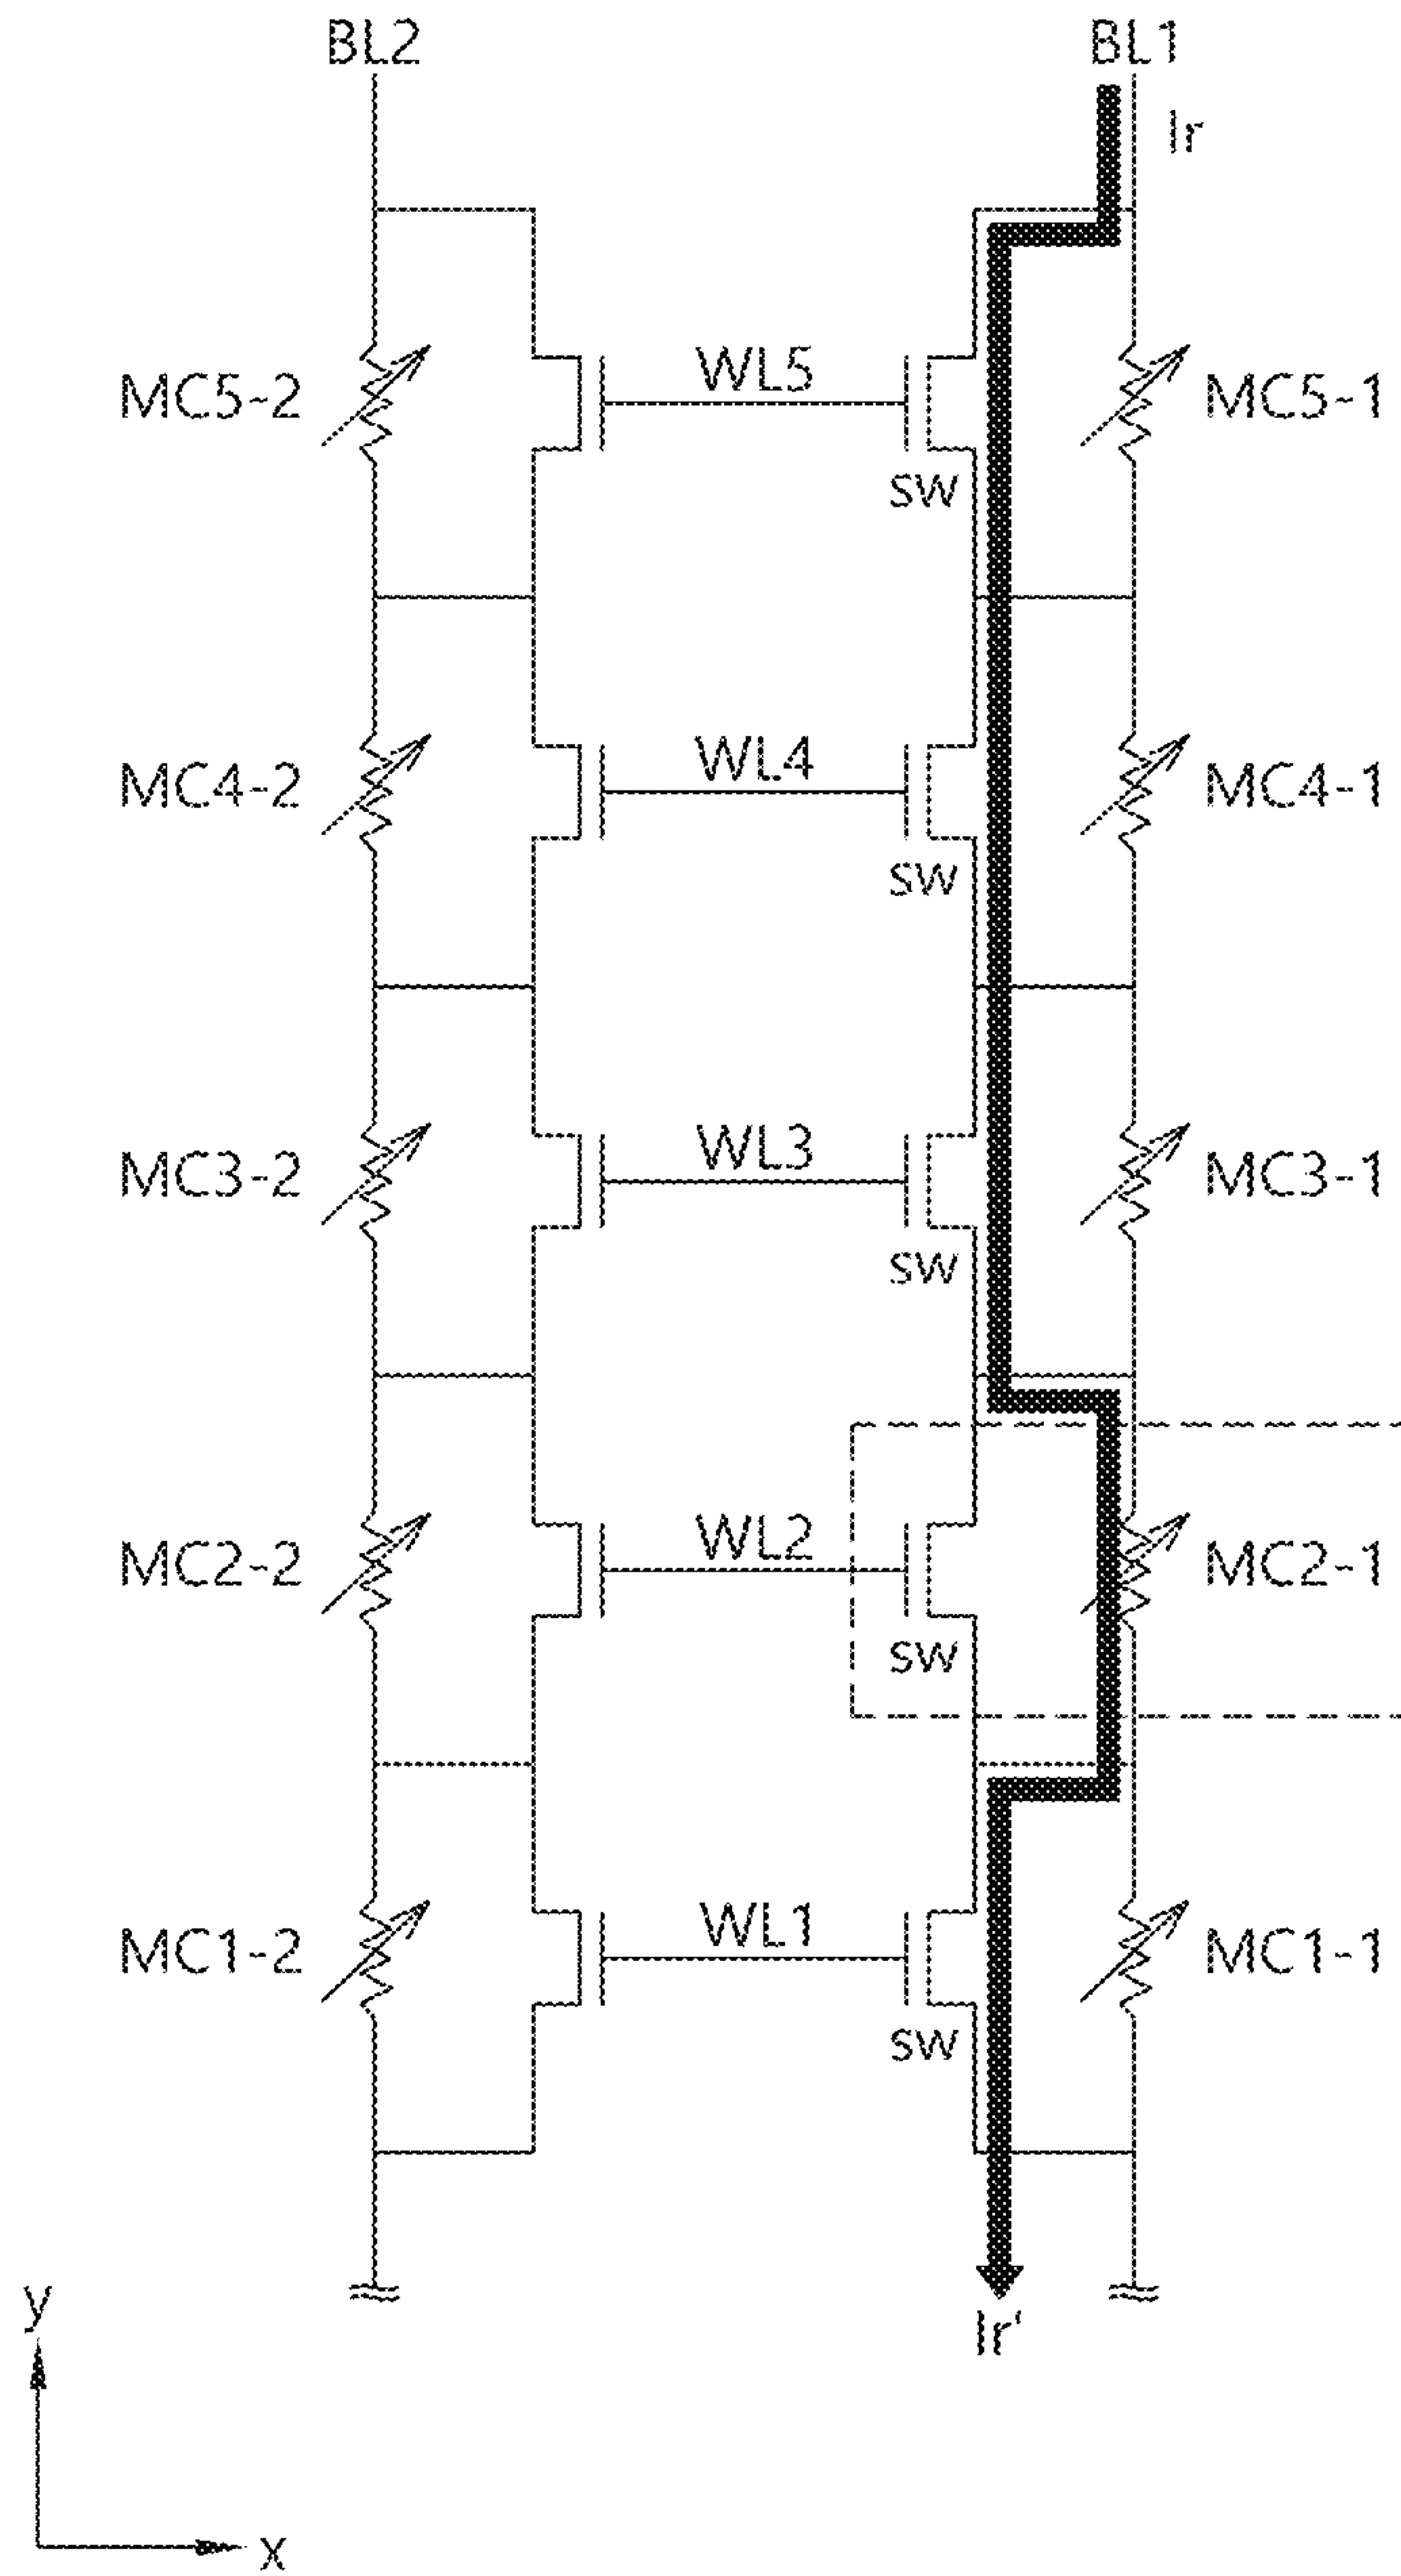 BL2 BL1
Ir
MC5-2 WL5 MC5-1
SW
MC4-2 WL4 MC4-1
SW
MC3-2 WL3 MC3-1
SW
MC2-2 WL2 MC2-1
SW
MC1-2 WL1 MC1-1
SW
y
Ir'
x